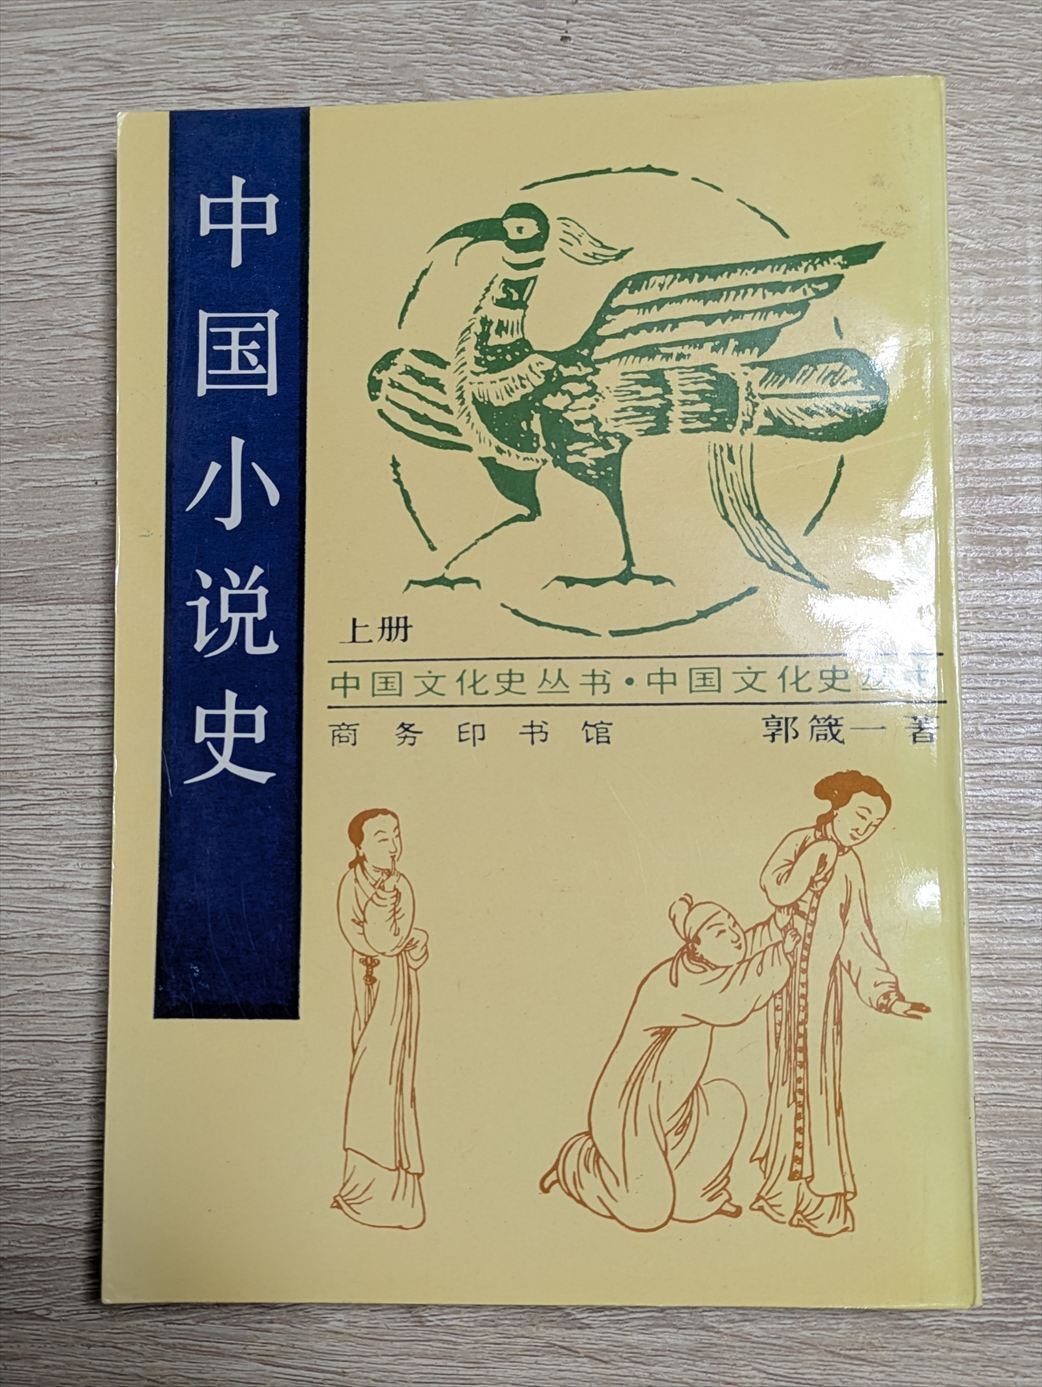 中国小说史
上册
中国文化史丛书·中国文化史丛书
商务印书馆
郭箴一著